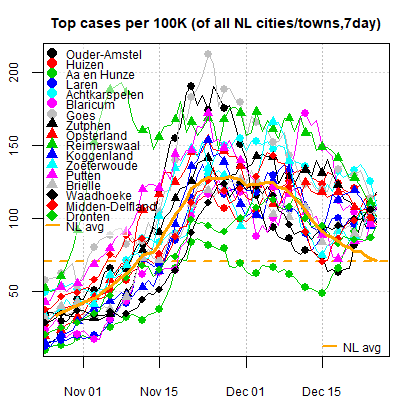 Top cases per 100K (of all NL cities/towns,7day)
200
150
100
50
Ouder-Amstel
Huizen
Aa en Hunze
Laren
Achtkarspelen
Blaricum
Goes
Zutphen
Opsterland
Reimerswaal
Koggenland
Zoeterwoude
Putten
Brielle
Waadhoeke
Midden-Delfland
Dronten
NL avg
NL avg
Nov 01
Nov 15
Dec 01
Dec 15